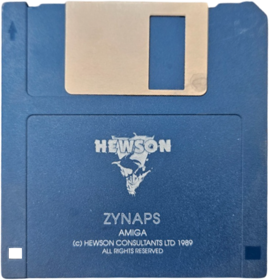 HEWSON
ZYNAPS
AMIGA
(c) HEWSON CONSULTANTS LTD 1989
ALL RIGHTS RESERVED